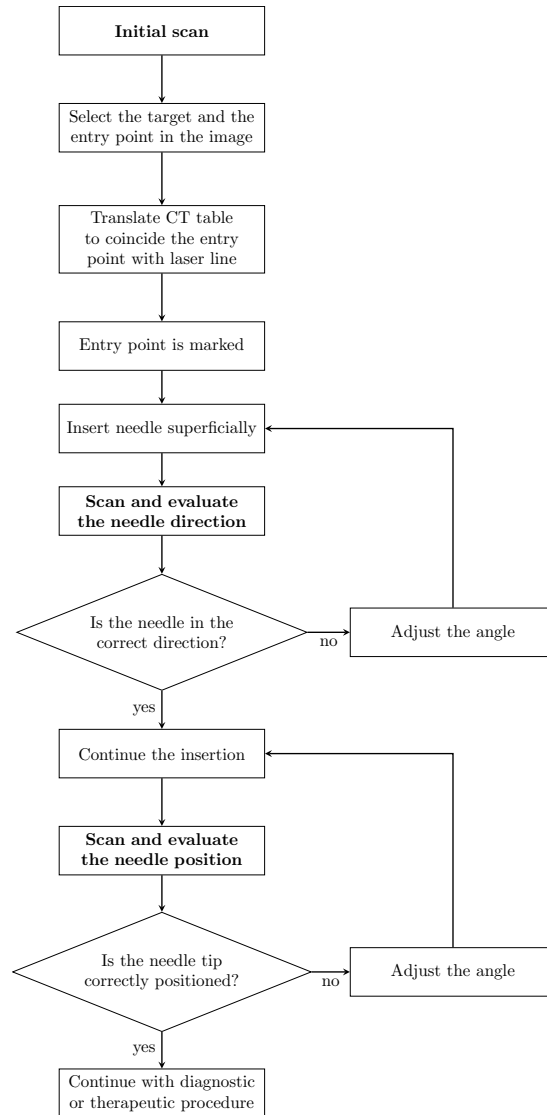 Initial scan
Select the target and the
entry point in the image
Translate CT table
to coincide the entry
point with laser line
Entry point is marked
Insert needle superficially
Scan and evaluate
the needle direction
Is the needle in the
correct direction?
no
Adjust the angle
yes
Continue the insertion
Scan and evaluate
the needle position
Is the needle tip
correctly positioned?
no
Adjust the angle
yes
Continue with diagnostic
or therapeutic procedure